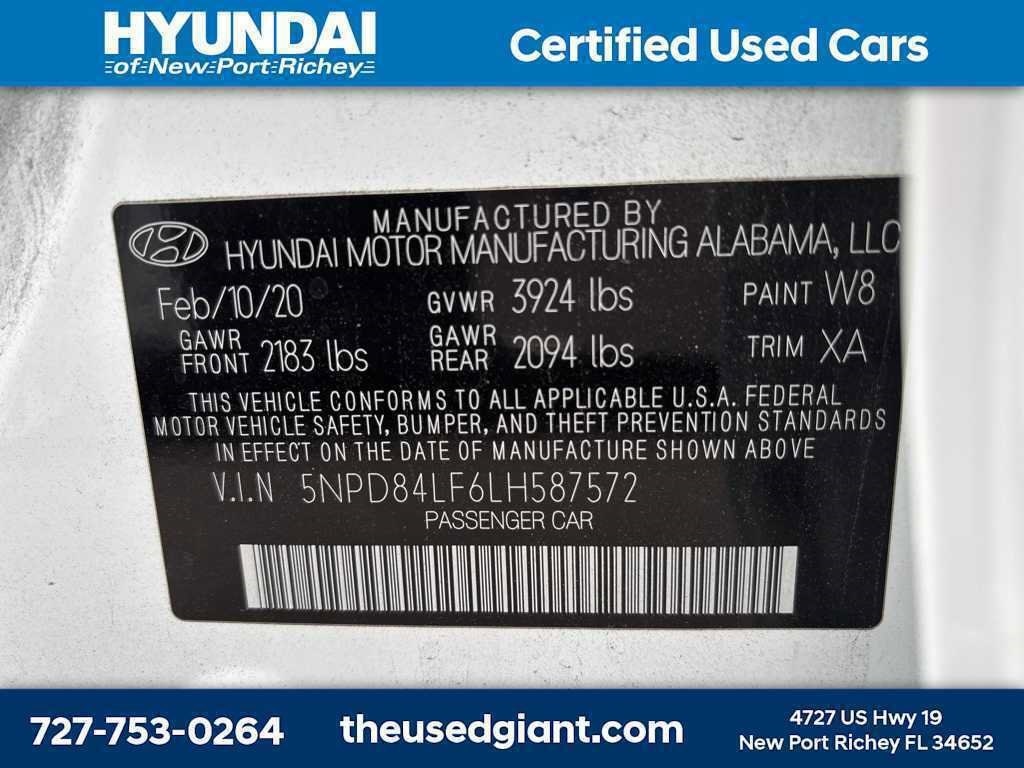 HYUNDAI
of New Port Richey
Certified Used Cars
MANUFACTURED BY
HYUNDAI MOTOR MANUFACTURING ALABAMA, LLC
Feb/10/20 GVWR 3924 lbs PAINT W8
GAWR FRONT 2183 lbs GAWR REAR 2094 lbs TRIM XA
THIS VEHICLE CONFORMS TO ALL APPLICABLE U.S.A. FEDERAL
MOTOR VEHICLE SAFETY, BUMPER, AND THEFT PREVENTION STANDARDS
IN EFFECT ON THE DATE OF MANUFACTURE SHOWN ABOVE
V.I.N 5NPD84LF6LH587572
PASSENGER CAR
727-753-0264
theusedgiant.com
4727 US Hwy 19
New Port Richey FL 34652